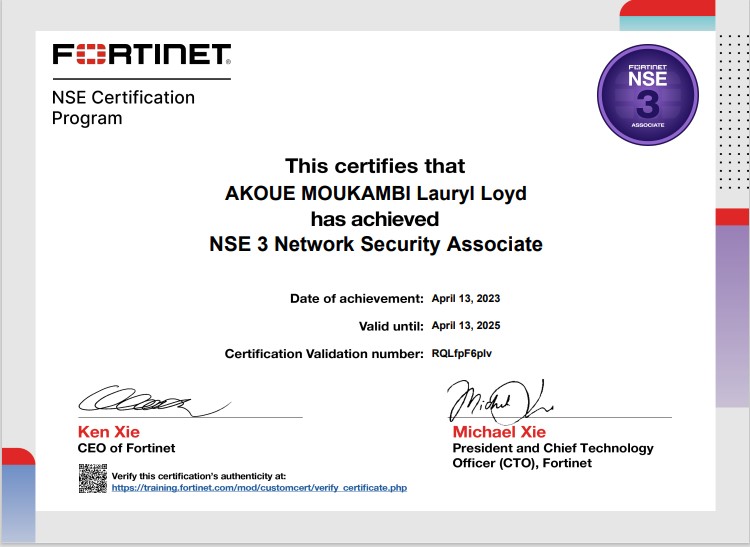 FORTINET®
NSE Certification
Program
FORTINET
NSE
3
ASSOCIATE
This certifies that
AKOUE MOUKAMBI Lauryl Loyd
has achieved
NSE 3 Network Security Associate
Date of achievement: April 13, 2023
Valid until: April 13, 2025
Certification Validation number: RQLfpF6plv
Ken Xie
CEO of Fortinet
Michael Xie
President and Chief Technology
Officer (CTO), Fortinet
Verify this certification's authenticity at:
https://training.fortinet.com/mod/customcert/verify_certificate.php